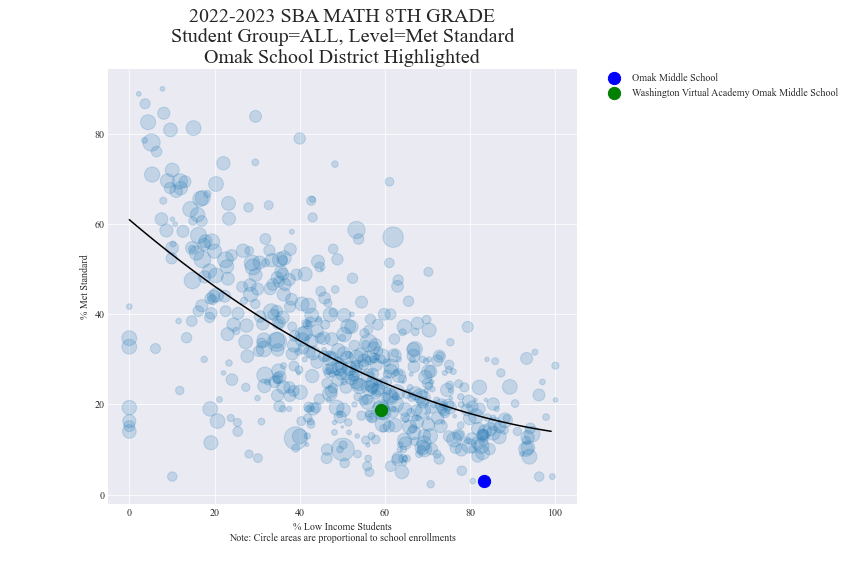 2022-2023 SBA MATH 8TH GRADE
Student Group=ALL, Level=Met Standard
Omak School District Highlighted
Omak Middle School
Washington Virtual Academy Omak Middle School
% Met Standard
80
60
40
20
0
0 20 40 60 80 100
% Low Income Students
Note: Circle areas are proportional to school enrollments